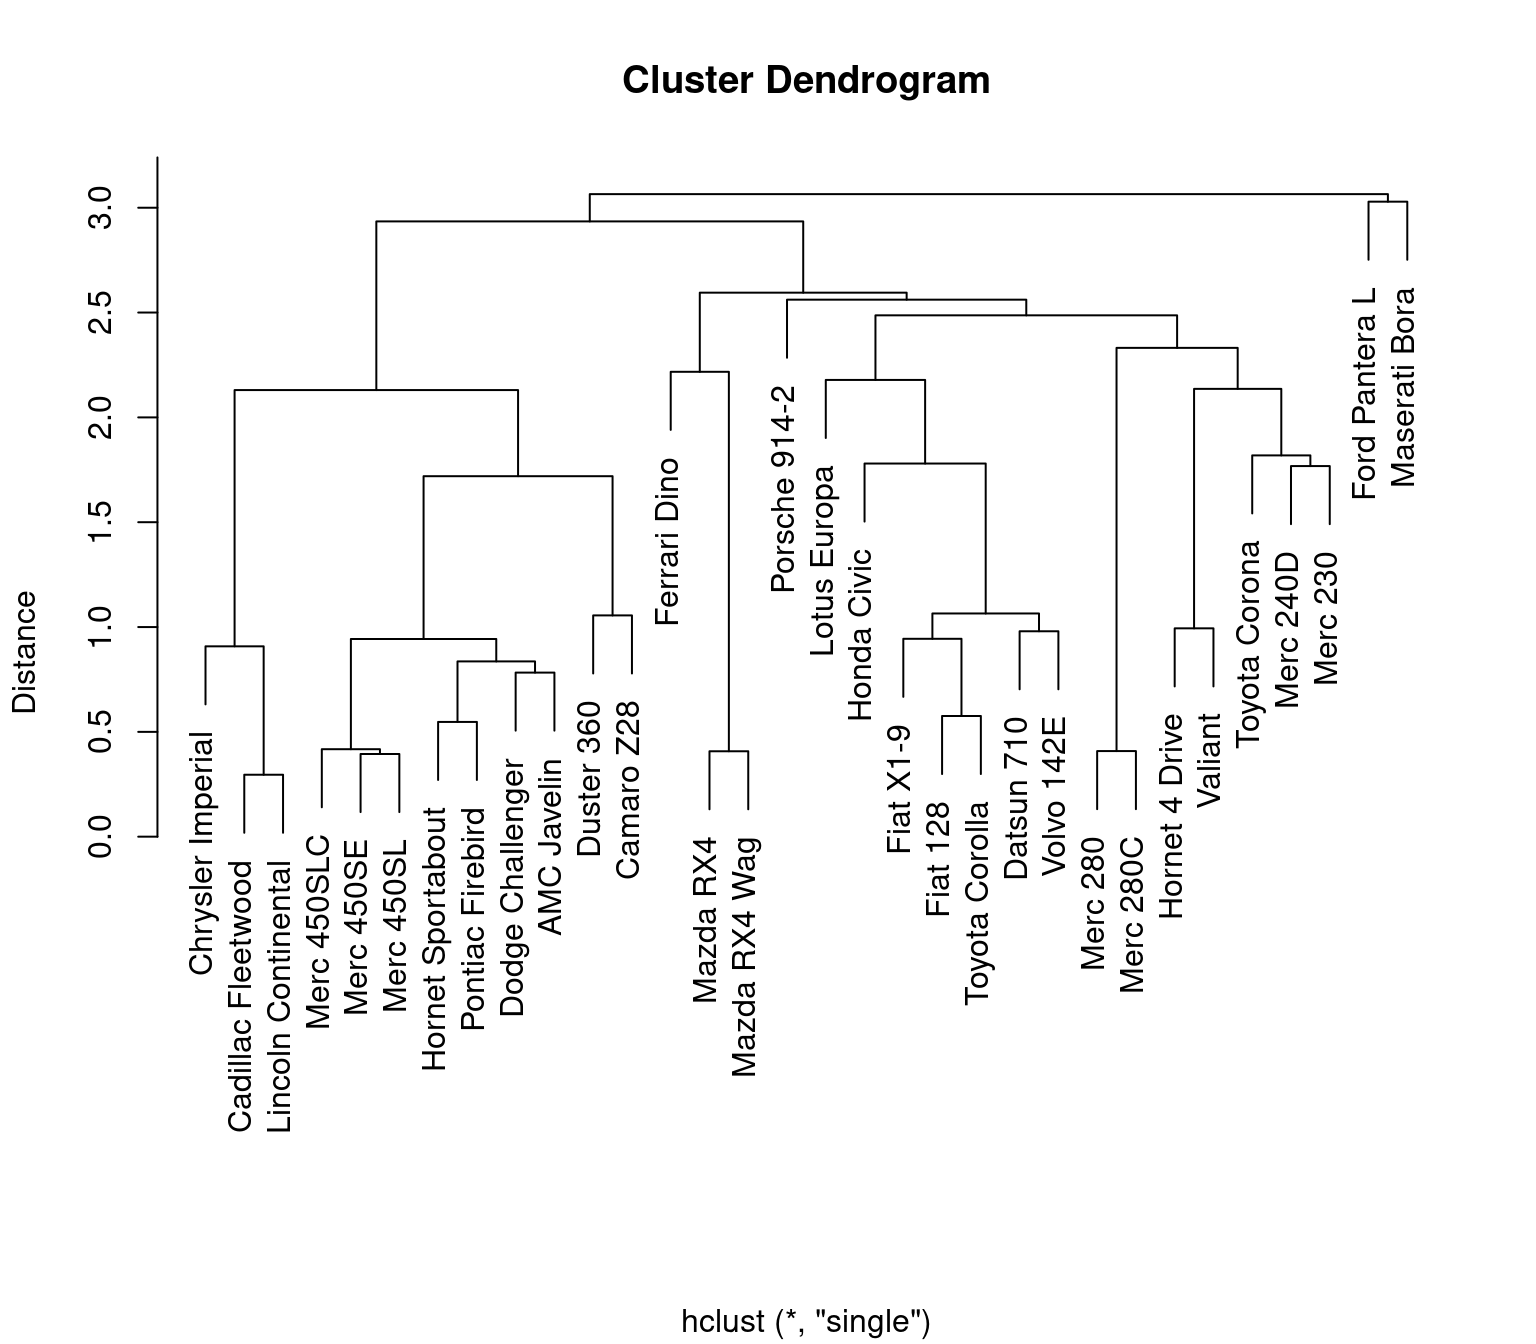 Cluster Dendrogram
Distance
3.0
2.5
2.0
1.5
1.0
0.5
0.0
Chrysler Imperial
Cadillac Fleetwood
Lincoln Continental
Merc 450SLC
Merc 450SE
Merc 450SL
Hornet Sportabout
Pontiac Firebird
Dodge Challenger
AMC Javelin
Duster 360
Camaro Z28
Ferrari Dino
Mazda RX4
Mazda RX4 Wag
Porsche 914-2
Lotus Europa
Honda Civic
Fiat X1-9
Fiat 128
Toyota Corolla
Datsun 710
Volvo 142E
Merc 280
Merc 280C
Hornet 4 Drive
Valiant
Toyota Corona
Merc 240D
Merc 230
Ford Pantera L
Maserati Bora
hclust (*, "single")